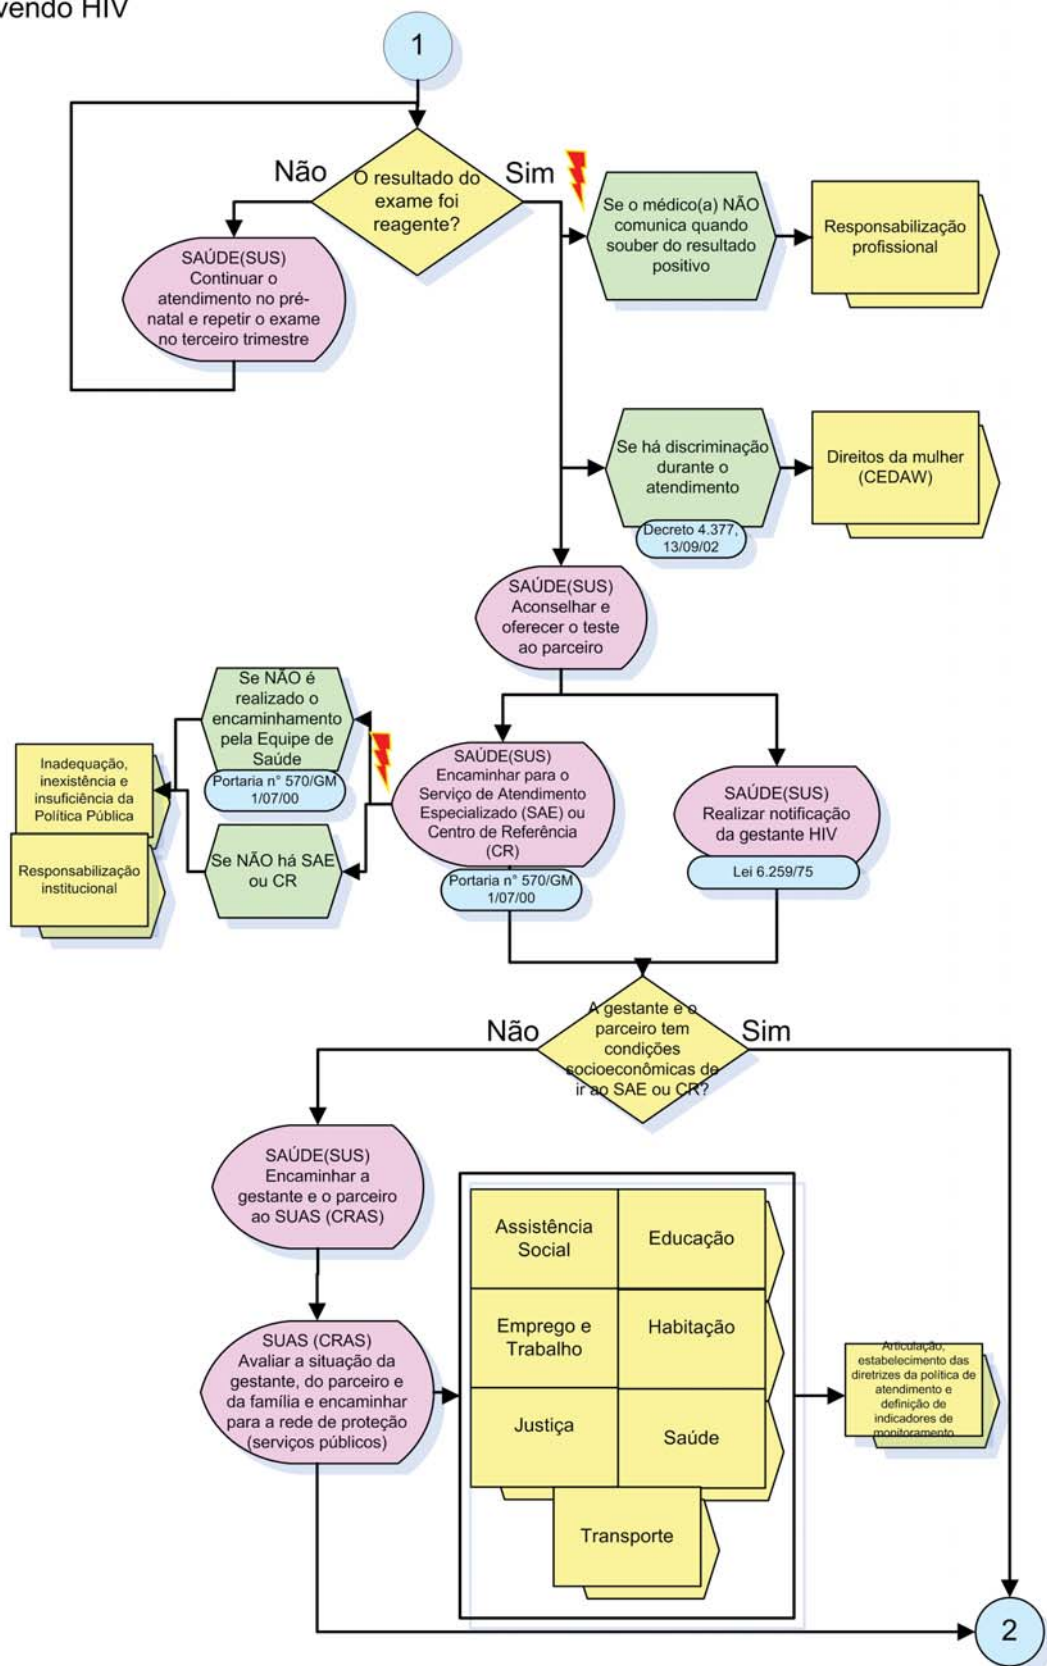 vendo HIV
1
Não
Sim
O resultado do
exame foi
reagente?
Se o médico(a) NÃO
comunica quando
souber do resultado
positivo
Responsabilização
profissional
SAÚDE(SUS)
Continuar o
atendimento no pré-
natal e repetir o exame
no terceiro trimestre
Se há discriminação
durante o
atendimento
Decreto 4.377,
13/09/02
Direitos da mulher
(CEDAW)
SAÚDE(SUS)
Aconselhar e
oferecer o teste
ao parceiro
Se NÃO é
realizado o
encaminhamento
pela Equipe de
Saúde
Portaria n° 570/GM
1/07/00
Inadequação,
inexistência e
insuficiência da
Política Pública
Responsabilização
institucional
Se NÃO há SAE
ou CR
SAÚDE(SUS)
Encaminhar para o
Serviço de Atendimento
Especializado (SAE) ou
Centro de Referência
(CR)
Portaria n° 570/GM
1/07/00
SAÚDE(SUS)
Realizar notificação
da gestante HIV
Lei 6.259/75
Não
Sim
A gestante e o
parceiro tem
condições
socioeconômicas de
ir ao SAE ou CR?
SAÚDE(SUS)
Encaminhar a
gestante e o parceiro
ao SUAS (CRAS)
SUAS (CRAS)
Avaliar a situação da
gestante, do parceiro e
da família e encaminhar
para a rede de proteção
(serviços públicos)
Assistência
Social
Educação
Emprego e
Trabalho
Habitação
Justiça
Saúde
Transporte
Articulação,
estabelecimento das
diretrizes da política de
atendimento e
definição de
indicadores de
monitoramento
2